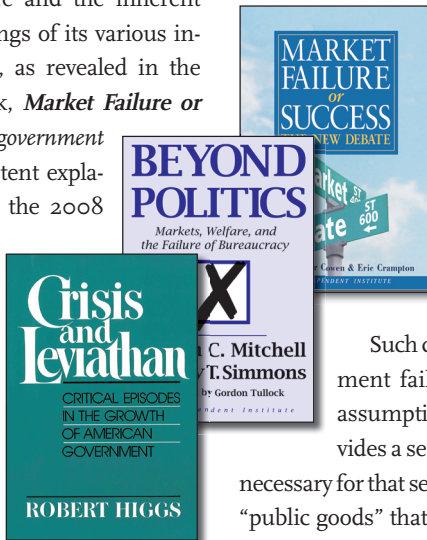 re and the inherent
ngs of its various in-
, as revealed in the
k, Market Failure or
government
tent expla-
the 2008
MARKET
FAILURE
or
SUCCESS
THE NEW DEBATE
arket ST
ate ST
600
Cowen & Eric Crampton
PENDENT INSTITUTE
BEYOND
POLITICS
Markets, Welfare, and
the Failure of Bureaucracy
X
C. Mitchell
T. Simmons
by Gordon Tullock
pendent Institute
Crisis
and
Leviathan
CRITICAL EPISODES
IN THE GROWTH
OF AMERICAN
GOVERNMENT
ROBERT HIGGS
Such c
ment fail
assumpti
vides a se
necessary for that se
“public goods” that